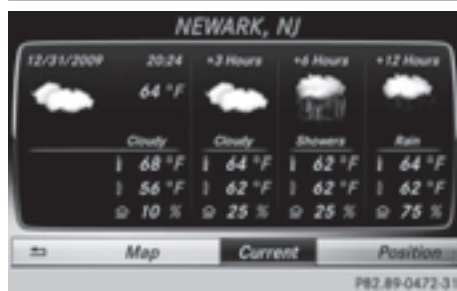 NEWARK, NJ
12/31/2009 20:24 +3 Hours +6 Hours +12 Hours
64 °F
Cloudy Cloudy Showers Rain
68 °F 64 °F 62 °F 64 °F
56 °F 62 °F 62 °F 62 °F
10 % 25 % 25 % 75 %
Map Current Position
P82.89-0472-31